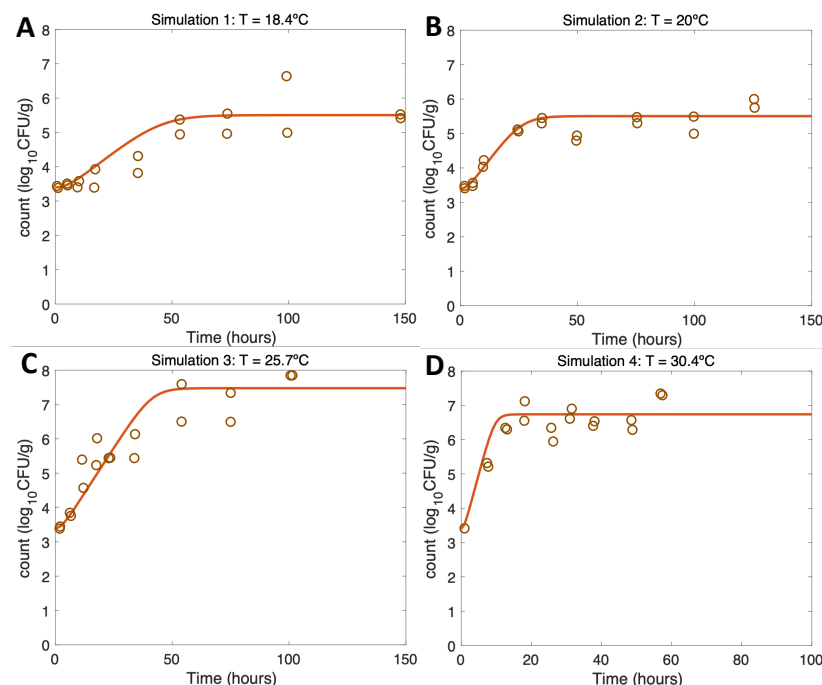 A
Simulation 1: T = 18.4ºC
count (log10CFU/g)
8
7
6
5
4
3
2
1
0
0 50 100 150
Time (hours)
B
Simulation 2: T = 20ºC
count (log10CFU/g)
8
7
6
5
4
3
2
1
0
0 50 100 150
Time (hours)
C
Simulation 3: T = 25.7ºC
count (log10CFU/g)
8
7
6
5
4
3
2
1
0
0 50 100 150
Time (hours)
D
Simulation 4: T = 30.4ºC
count (log10CFU/g)
8
7
6
5
4
3
2
1
0
0 20 40 60 80 100
Time (hours)